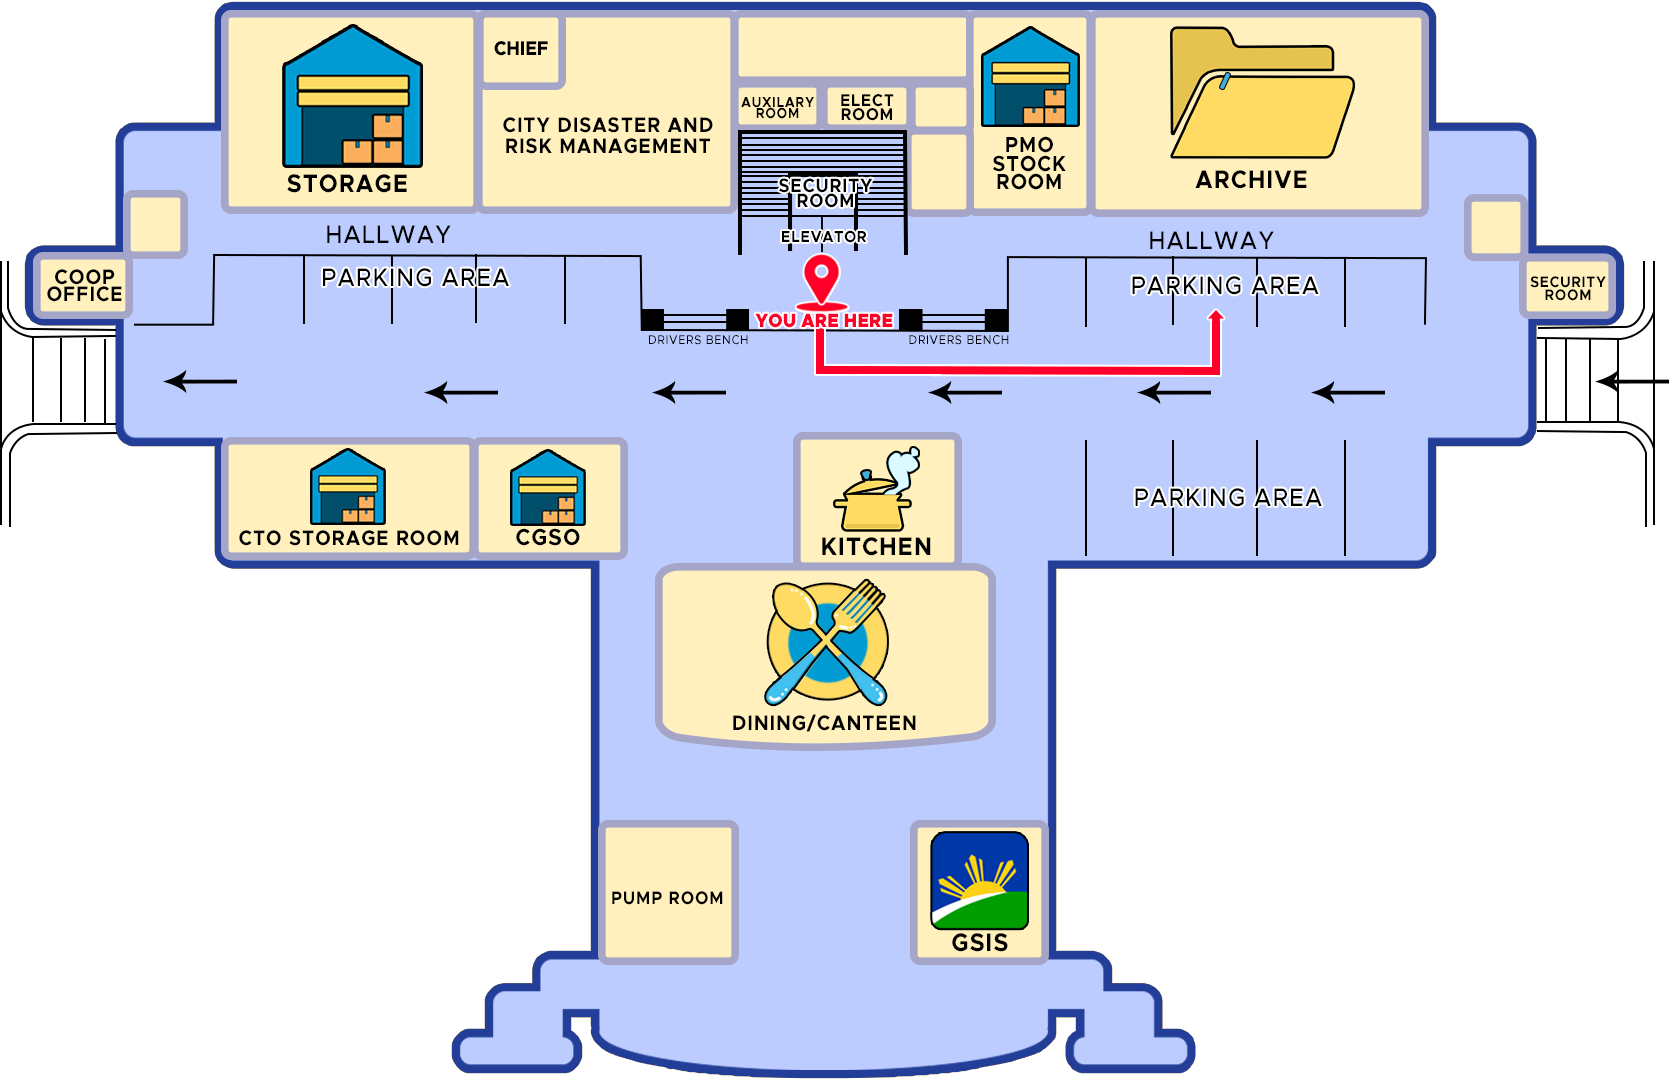 CHIEF
STORAGE
CITY DISASTER AND
RISK MANAGEMENT
AUXILARY
ROOM
ELECT
ROOM
SECURITY
ROOM
ELEVATOR
PMO
STOCK
ROOM
ARCHIVE
HALLWAY
HALLWAY
COOP
OFFICE
PARKING AREA
PARKING AREA
SECURITY
ROOM
YOU ARE HERE
DRIVERS BENCH
DRIVERS BENCH
CTO STORAGE ROOM
CGSO
KITCHEN
PARKING AREA
DINING/CANTEEN
PUMP ROOM
GSIS